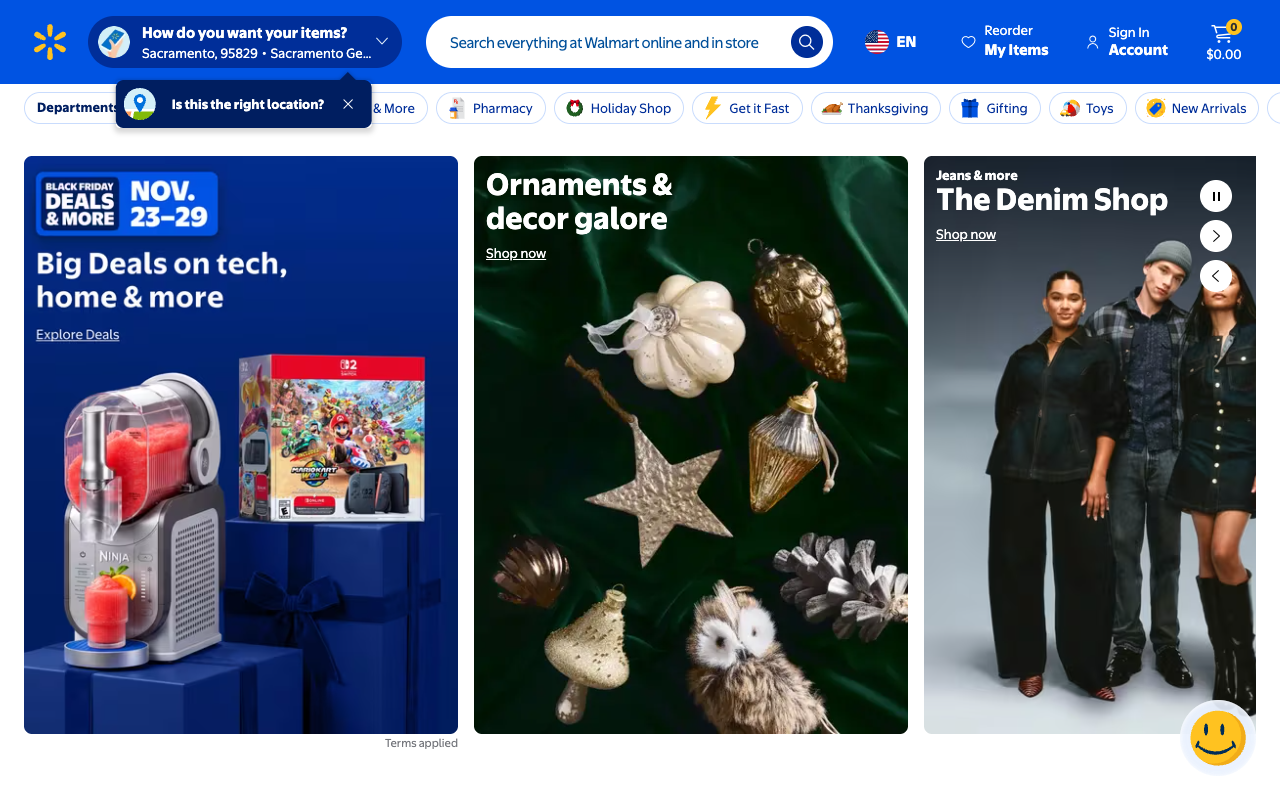 How do you want your items?
Sacramento, 95829 • Sacramento Ge...
Search everything at Walmart online and in store
EN
Reorder
My Items
Sign In
Account
0
$0.00
Is this the right location?
Departments
& More
Pharmacy
Holiday Shop
Get it Fast
Thanksgiving
Gifting
Toys
New Arrivals
BLACK FRIDAY
DEALS
& MORE
NOV.
23–29
Big Deals on tech,
home & more
Explore Deals
2
MARIOKART
WORLD
E
NINJA
Terms applied
Ornaments &
decor galore
Shop now
Jeans & more
The Denim Shop
Shop now